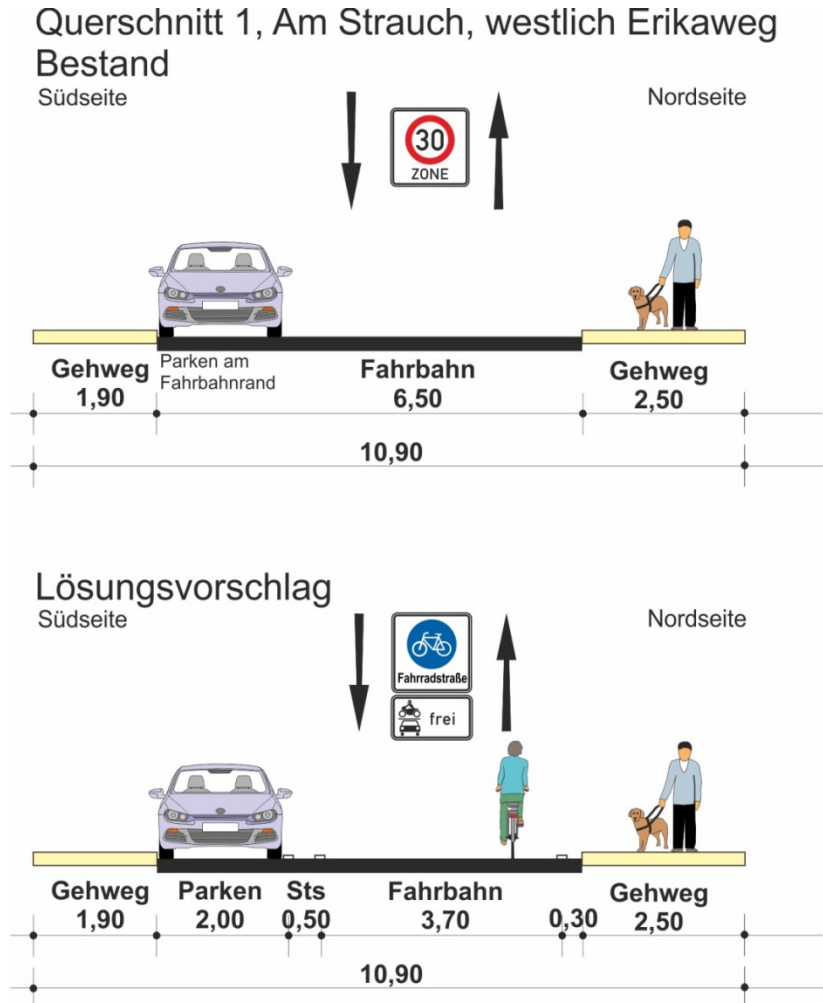 Querschnitt 1, Am Strauch, westlich Erikaweg
Bestand
Südseite
Nordseite
30
ZONE
Gehweg
Parken am
Fahrbahnrand
Fahrbahn
Gehweg
1,90
6,50
2,50
10,90
Lösungsvorschlag
Südseite
Nordseite
Fahrradstraße
frei
Gehweg Parken Sts Fahrbahn Gehweg
1,90 2,00 0,50 3,70 0,30 2,50
10,90